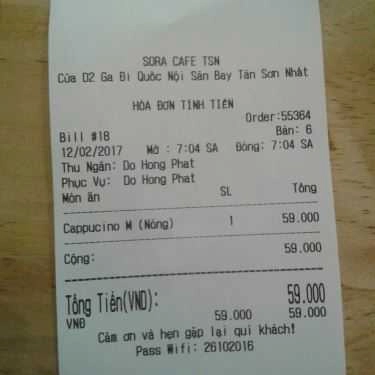 SORA CAFE TSN
Cửa D2 Ga Đi Quốc Nội Sân Bay Tân Sơn Nhất
HÓA ĐƠN TÍNH TIỀN
Order:55364
Bill #18 Bàn: 6
12/02/2017 Mở : 7:04 SA Đóng: 7:04 SA
Thu Ngân: Do Hong Phat
Phục Vụ: Do Hong Phat
Món ăn SL Tổng
Cappucino M (Nóng) 1 59.000
Cộng: 59.000
Tổng Tiền(VND): 59.000
VNĐ 59.000 59.000
Cảm ơn và hẹn gặp lại quí khách!
Pass Wifi: 26102016